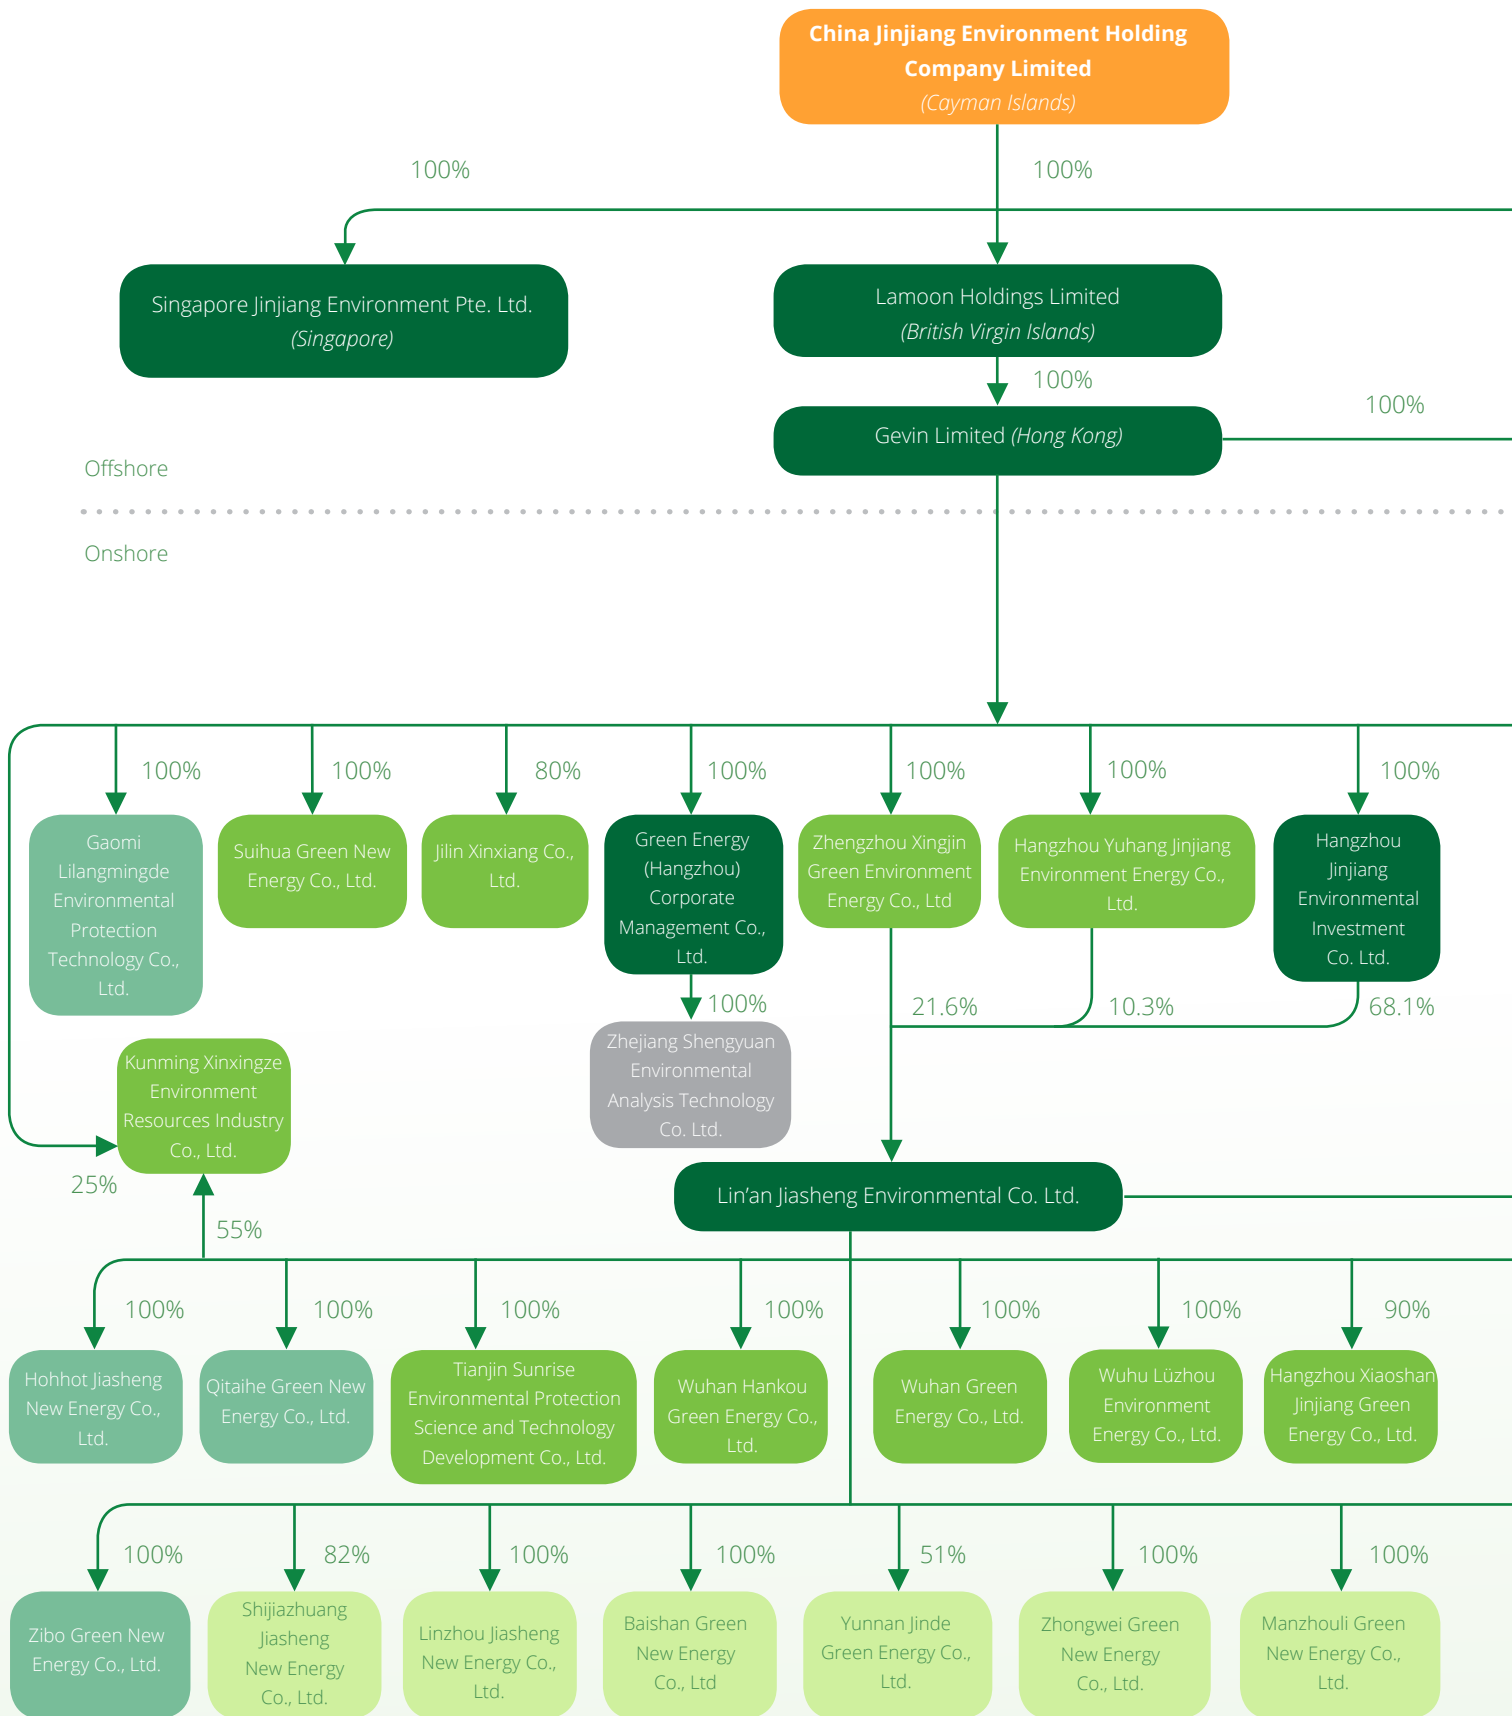 China Jinjiang Environment Holding
Company Limited
(Cayman Islands)
100%
100%
Singapore Jinjiang Environment Pte. Ltd.
(Singapore)
Lamoon Holdings Limited
(British Virgin Islands)
100%
100%
Gevin Limited (Hong Kong)
Offshore
Onshore
100%
100%
80%
100%
100%
100%
100%
Gaomi
Lilangmingde
Environmental
Protection
Technology Co.,
Ltd.
Suihua Green New
Energy Co., Ltd.
Jilin Xinxiang Co.,
Ltd.
Green Energy
(Hangzhou)
Corporate
Management Co.,
Ltd.
Zhengzhou Xingjin
Green Environment
Energy Co., Ltd
Hangzhou Yuhang Jinjiang
Environment Energy Co.,
Ltd.
Hangzhou
Jinjiang
Environmental
Investment
Co. Ltd.
100%
21.6%
10.3%
68.1%
Zhejiang Shengyuan
Environmental
Analysis Technology
Co. Ltd.
Kunming Xinxingze
Environment
Resources Industry
Co., Ltd.
25%
55%
Lin’an Jiasheng Environmental Co. Ltd.
100%
100%
100%
100%
100%
100%
90%
Hohhot Jiasheng
New Energy Co.,
Ltd.
Qitaihe Green New
Energy Co., Ltd.
Tianjin Sunrise
Environmental Protection
Science and Technology
Development Co., Ltd.
Wuhan Hankou
Green Energy Co.,
Ltd.
Wuhan Green
Energy Co., Ltd.
Wuhu Lüzhou
Environment
Energy Co., Ltd.
Hangzhou Xiaoshan
Jinjiang Green
Energy Co., Ltd.
100%
82%
100%
100%
51%
100%
100%
Zibo Green New
Energy Co., Ltd.
Shijiazhuang
Jiasheng
New Energy
Co., Ltd.
Linzhou Jiasheng
New Energy Co.,
Ltd.
Baishan Green
New Energy
Co., Ltd
Yunnan Jinde
Green Energy Co.,
Ltd.
Zhongwei Green
New Energy
Co., Ltd.
Manzhouli Green
New Energy Co.,
Ltd.